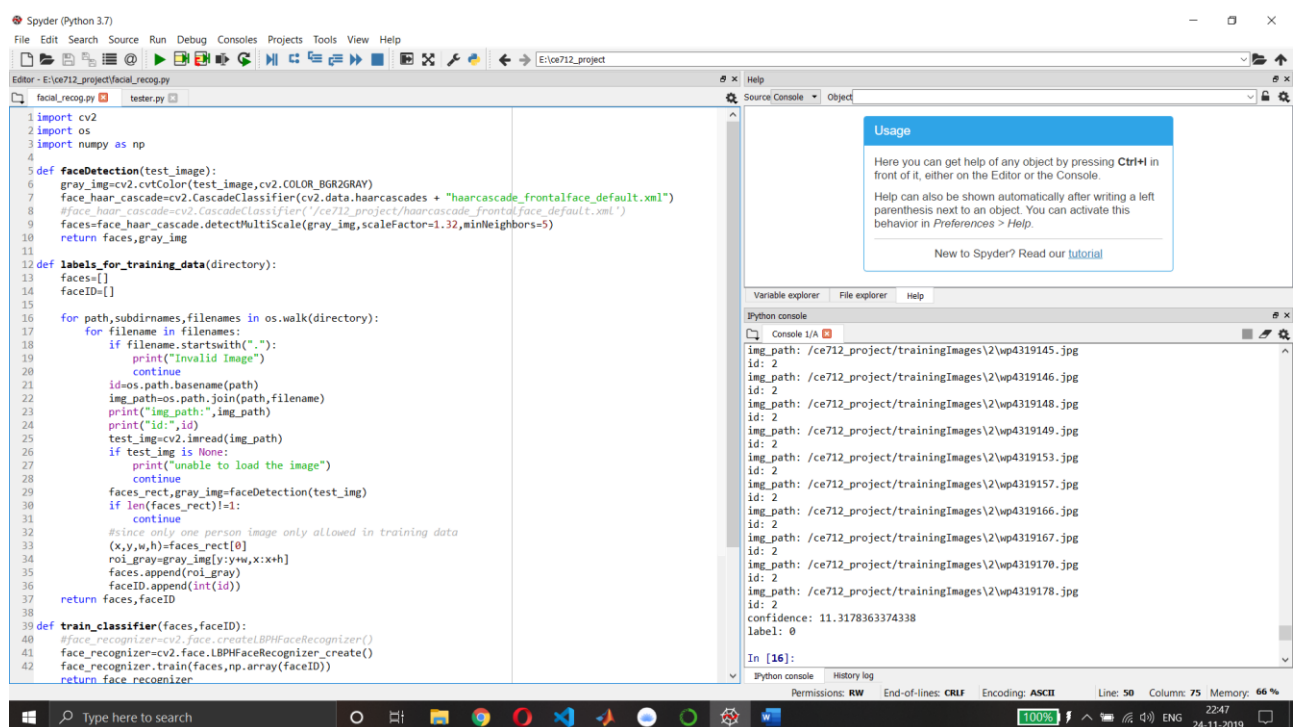 Spyder (Python 3.7)
File Edit Search Source Run Debug Consoles Projects Tools View Help
E:\ce712_project
Editor - E:\ce712_project\facial_recog.py
facial_recog.py tester.py
1 import cv2
2 import os
3 import numpy as np
4
5 def faceDetection(test_image):
6     gray_img=cv2.cvtColor(test_image,cv2.COLOR_BGR2GRAY)
7     face_haar_cascade=cv2.CascadeClassifier(cv2.data.haarcascades + "haarcascade_frontalface_default.xml")
8     #face_haar_cascade=cv2.CascadeClassifier('/ce712_project/haarcascade_frontalface_default.xml')
9     faces=face_haar_cascade.detectMultiScale(gray_img,scaleFactor=1.32,minNeighbors=5)
10     return faces,gray_img
11
12 def labels_for_training_data(directory):
13     faces=[]
14     faceID=[]
15
16     for path,subdirnames,filenames in os.walk(directory):
17         for filename in filenames:
18             if filename.startswith("."):
19                 print("Invalid Image")
20                 continue
21             id=os.path.basename(path)
22             img_path=os.path.join(path,filename)
23             print("img_path:",img_path)
24             print("id:",id)
25             test_img=cv2.imread(img_path)
26             if test_img is None:
27                 print("unable to load the image")
28                 continue
29             faces_rect,gray_img=faceDetection(test_img)
30             if len(faces_rect)!=1:
31                 continue
32             #since only one person image only allowed in training data
33             (x,y,w,h)=faces_rect[0]
34             roi_gray=gray_img[y:y+w,x:x+h]
35             faces.append(roi_gray)
36             faceID.append(int(id))
37     return faces,faceID
38
39 def train_classifier(faces,faceID):
40     #face_recognizer=cv2.face.createLBPHFaceRecognizer()
41     face_recognizer=cv2.face.LBPHFaceRecognizer_create()
42     face_recognizer.train(faces,np.array(faceID))
return face_recognizer
Help
Source Console Object
Usage
Here you can get help of any object by pressing Ctrl+I in
front of it, either on the Editor or the Console.
Help can also be shown automatically after writing a left
parenthesis next to an object. You can activate this
behavior in Preferences > Help.
New to Spyder? Read our tutorial
Variable explorer File explorer Help
IPython console
Console 1/A
img_path: /ce712_project/trainingImages\2\wp4319145.jpg
id: 2
img_path: /ce712_project/trainingImages\2\wp4319146.jpg
id: 2
img_path: /ce712_project/trainingImages\2\wp4319148.jpg
id: 2
img_path: /ce712_project/trainingImages\2\wp4319149.jpg
id: 2
img_path: /ce712_project/trainingImages\2\wp4319153.jpg
id: 2
img_path: /ce712_project/trainingImages\2\wp4319157.jpg
id: 2
img_path: /ce712_project/trainingImages\2\wp4319166.jpg
id: 2
img_path: /ce712_project/trainingImages\2\wp4319167.jpg
id: 2
img_path: /ce712_project/trainingImages\2\wp4319170.jpg
id: 2
img_path: /ce712_project/trainingImages\2\wp4319178.jpg
id: 2
confidence: 11.3178363374338
label: 0
In [16]:
IPython console History log
Permissions: RW End-of-lines: CRLF Encoding: ASCII Line: 50 Column: 75 Memory: 66 %
Type here to search
100% ENG
22:47
24-11-2019